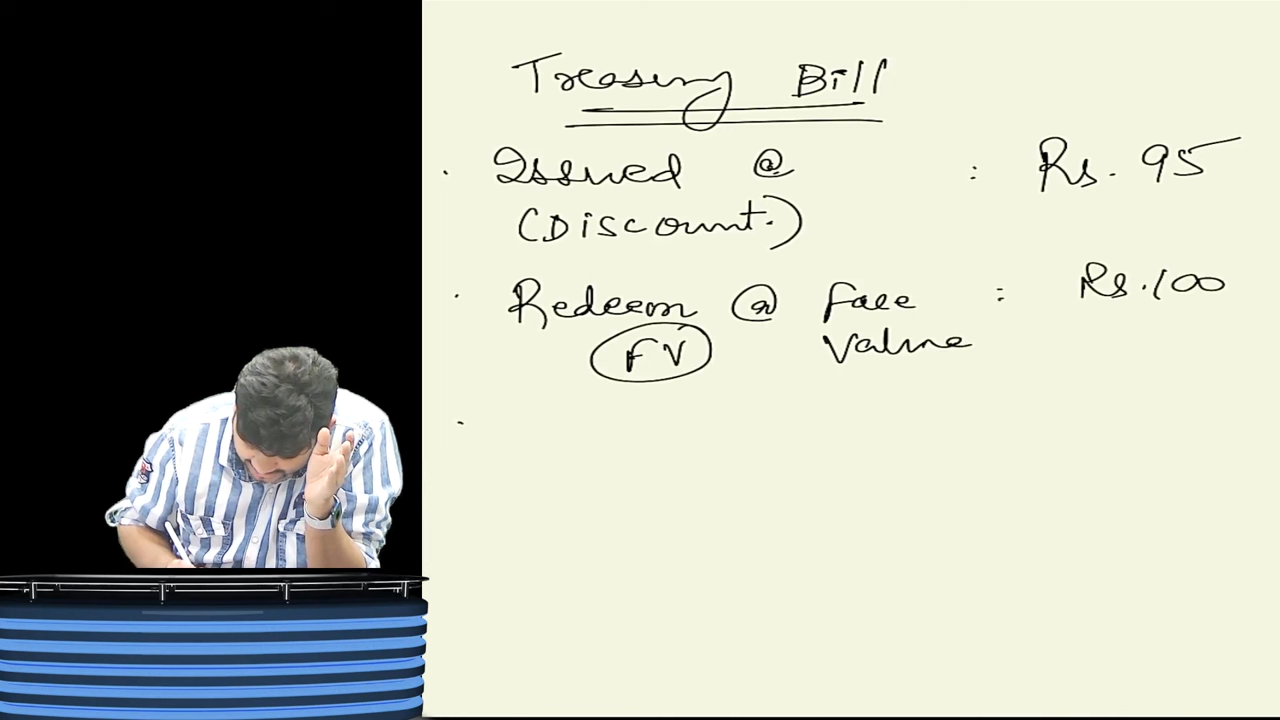 Treasury Bill
. Issued @ : Rs. 95
(Discount.)
. Redeem @ Face : Rs. 100
(FV) Value
.